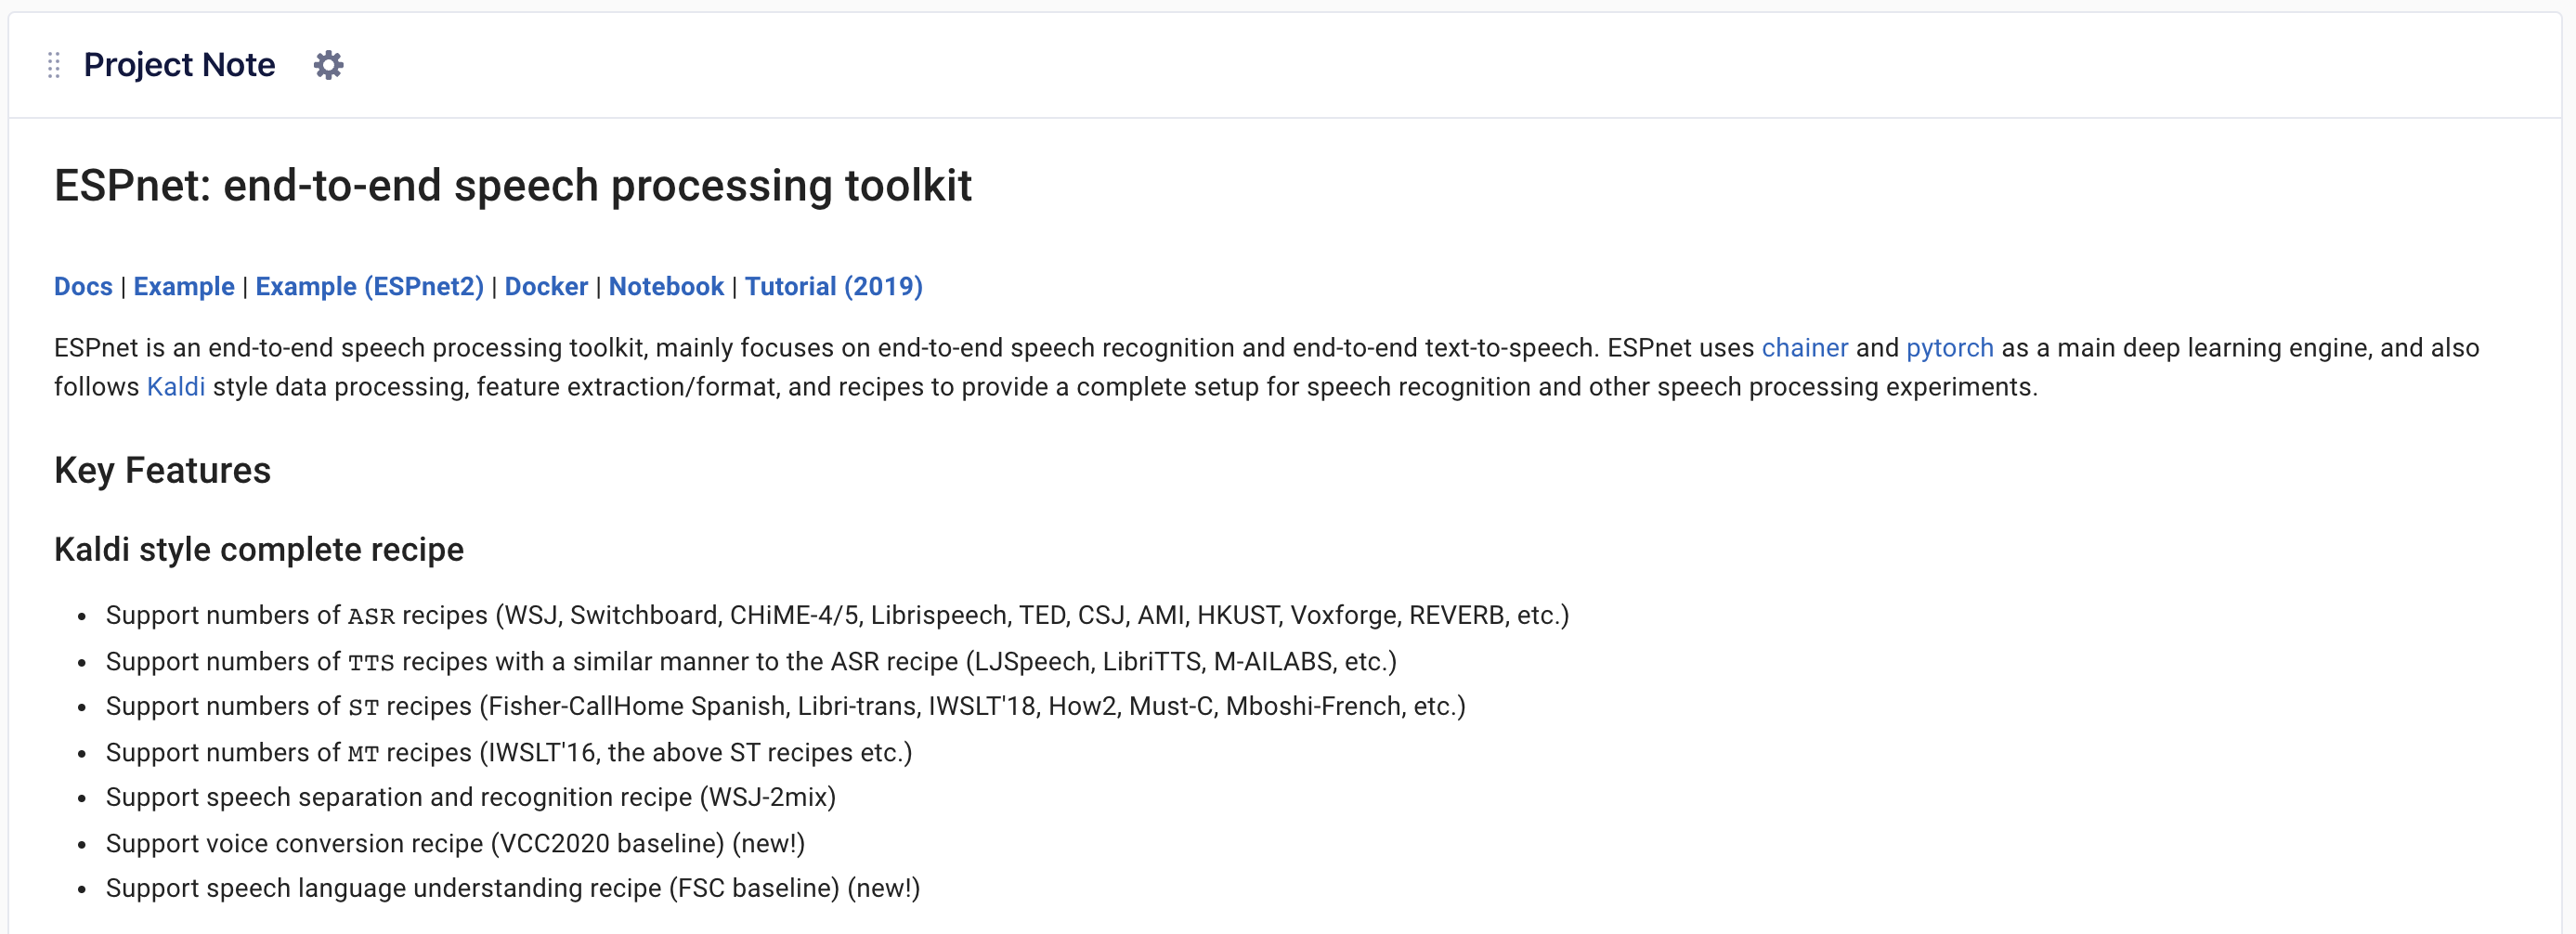 Project Note
ESPnet: end-to-end speech processing toolkit
Docs | Example | Example (ESPnet2) | Docker | Notebook | Tutorial (2019)
ESPnet is an end-to-end speech processing toolkit, mainly focuses on end-to-end speech recognition and end-to-end text-to-speech. ESPnet uses chainer and pytorch as a main deep learning engine, and also
follows Kaldi style data processing, feature extraction/format, and recipes to provide a complete setup for speech recognition and other speech processing experiments.
Key Features
Kaldi style complete recipe
• Support numbers of ASR recipes (WSJ, Switchboard, CHiME-4/5, Librispeech, TED, CSJ, AMI, HKUST, Voxforge, REVERB, etc.)
• Support numbers of TTS recipes with a similar manner to the ASR recipe (LJSpeech, LibriTTS, M-AILABS, etc.)
• Support numbers of ST recipes (Fisher-CallHome Spanish, Libri-trans, IWSLT'18, How2, Must-C, Mboshi-French, etc.)
• Support numbers of MT recipes (IWSLT'16, the above ST recipes etc.)
• Support speech separation and recognition recipe (WSJ-2mix)
• Support voice conversion recipe (VCC2020 baseline) (new!)
• Support speech language understanding recipe (FSC baseline) (new!)